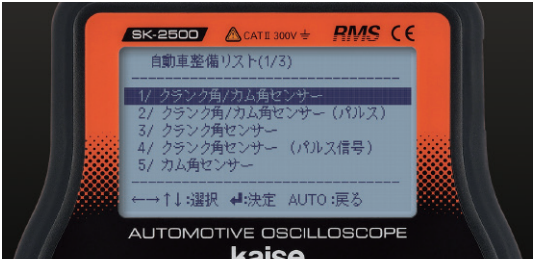 SK-2500 CAT II 300V RMS CE
自動車整備リスト(1/3)
1/ クランク角/カム角センサー
2/ クランク角/カム角センサー (パルス)
3/ クランク角センサー
4/ クランク角センサー (パルス信号)
5/ カム角センサー
←→↑↓:選択 ↲:決定 AUTO:戻る
AUTOMOTIVE OSCILLOSCOPE
kaise